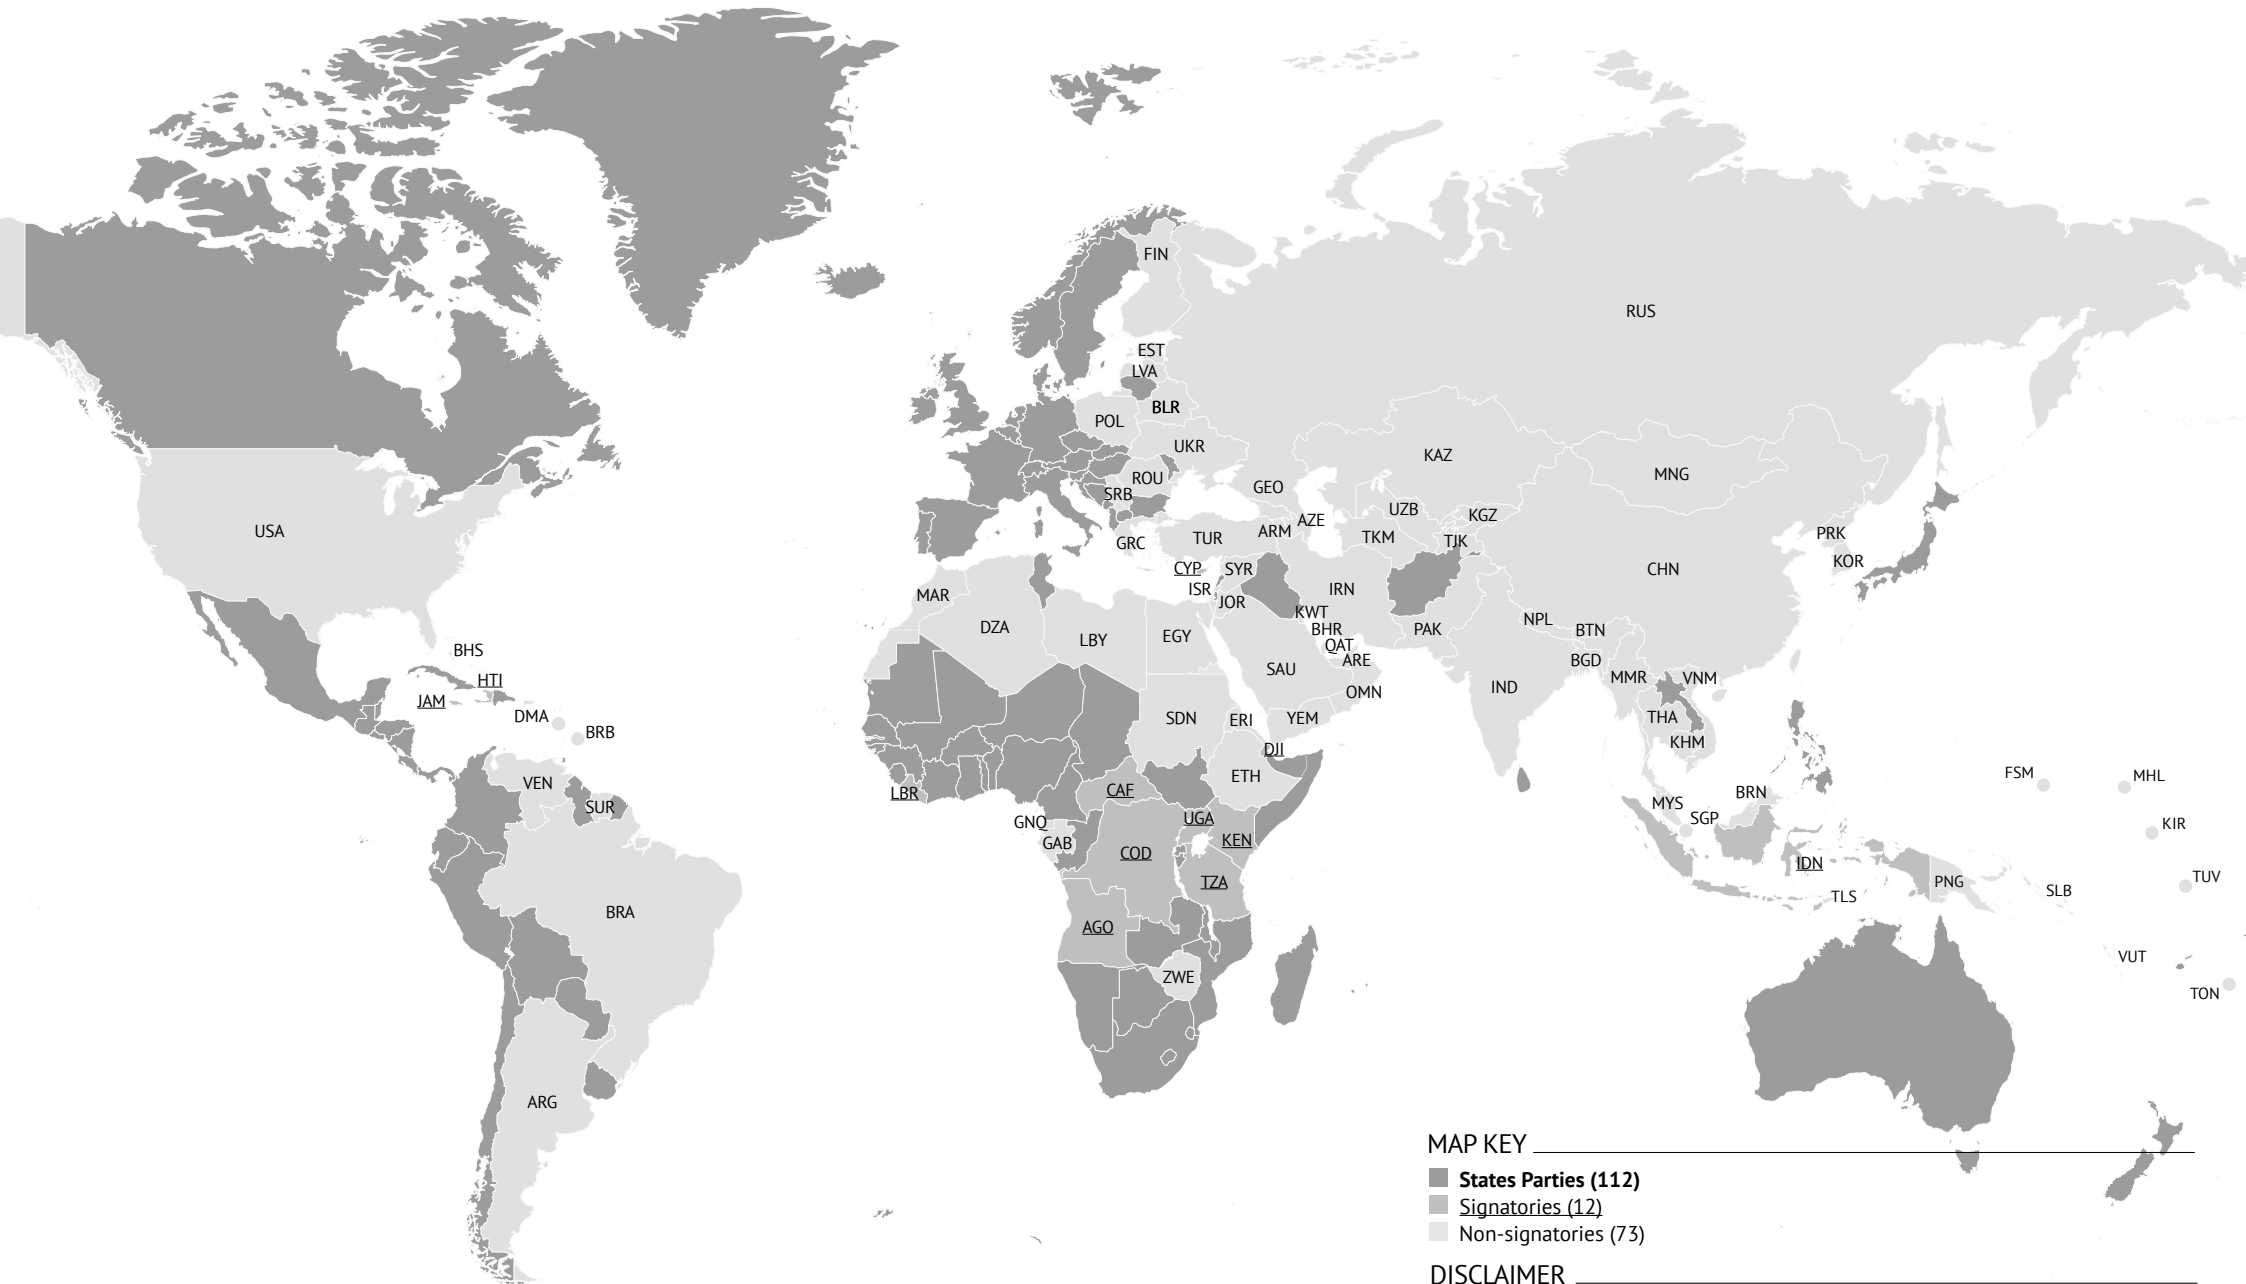 FIN
RUS
EST
LVA
BLR
POL
UKR
KAZ
MNG
ROU
SRB
GEO
UZB
KGZ
USA
AZE
ARM
TUR
TKM
TJK
GRC
PRK
KOR
CYP
SYR
CHN
ISR
IRN
MAR
JOR
KWT
NPL
DZA
LBY
EGY
BHR
PAK
BTN
BHS
QAT
ARE
BGD
SAU
HTI
MMR
VNM
IND
OMN
JAM
DMA
SDN
ERI
YEM
THA
BRB
KHM
DJI
VEN
ETH
FSM
MHL
LBR
CAF
BRN
SUR
MYS
SGP
GNQ
UGA
KIR
GAB
KEN
COD
IDN
TZA
PNG
TUV
SLB
TLS
BRA
AGO
VUT
ZWE
TON
ARG
MAP KEY
States Parties (112)
Signatories (12)
Non-signatories (73)
DISCLAIMER